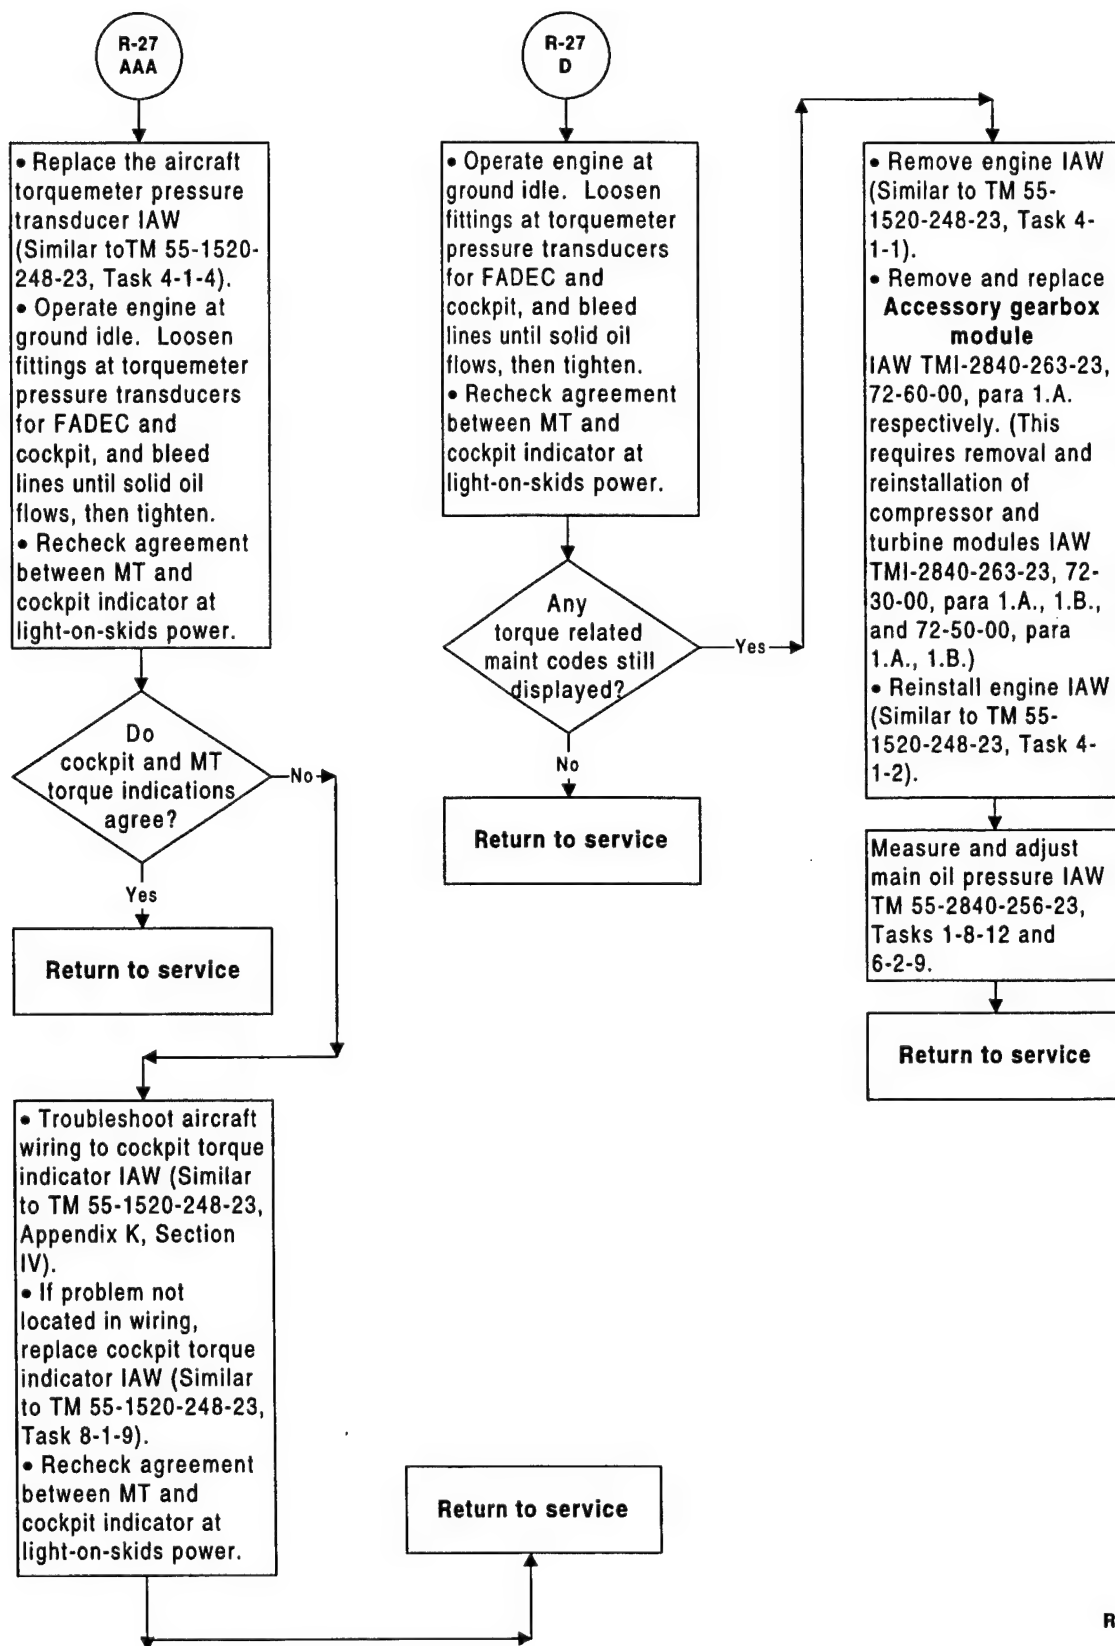 R-27
AAA
• Replace the aircraft
torquemeter pressure
transducer IAW
(Similar toTM 55-1520-
248-23, Task 4-1-4).
• Operate engine at
ground idle.  Loosen
fittings at torquemeter
pressure transducers
for FADEC and
cockpit, and bleed
lines until solid oil
flows, then tighten.
• Recheck agreement
between MT and
cockpit indicator at
light-on-skids power.
Do
cockpit and MT
torque indications
agree?
No
Yes
Return to service
• Troubleshoot aircraft
wiring to cockpit torque
indicator IAW (Similar
to TM 55-1520-248-23,
Appendix K, Section
IV).
• If problem not
located in wiring,
replace cockpit torque
indicator IAW (Similar
to TM 55-1520-248-23,
Task 8-1-9).
• Recheck agreement
between MT and
cockpit indicator at
light-on-skids power.
Return to service
R-27
D
• Operate engine at
ground idle.  Loosen
fittings at torquemeter
pressure transducers
for FADEC and
cockpit, and bleed
lines until solid oil
flows, then tighten.
• Recheck agreement
between MT and
cockpit indicator at
light-on-skids power.
Any
torque related
maint codes still
displayed?
Yes
No
Return to service
• Remove engine IAW
(Similar to TM 55-
1520-248-23, Task 4-
1-1).
• Remove and replace
Accessory gearbox
module
IAW TMI-2840-263-23,
72-60-00, para 1.A.
respectively. (This
requires removal and
reinstallation of
compressor and
turbine modules IAW
TMI-2840-263-23, 72-
30-00, para 1.A., 1.B.,
and 72-50-00, para
1.A., 1.B.)
• Reinstall engine IAW
(Similar to TM 55-
1520-248-23, Task 4-
1-2).
Measure and adjust
main oil pressure IAW
TM 55-2840-256-23,
Tasks 1-8-12 and
6-2-9.
Return to service
R